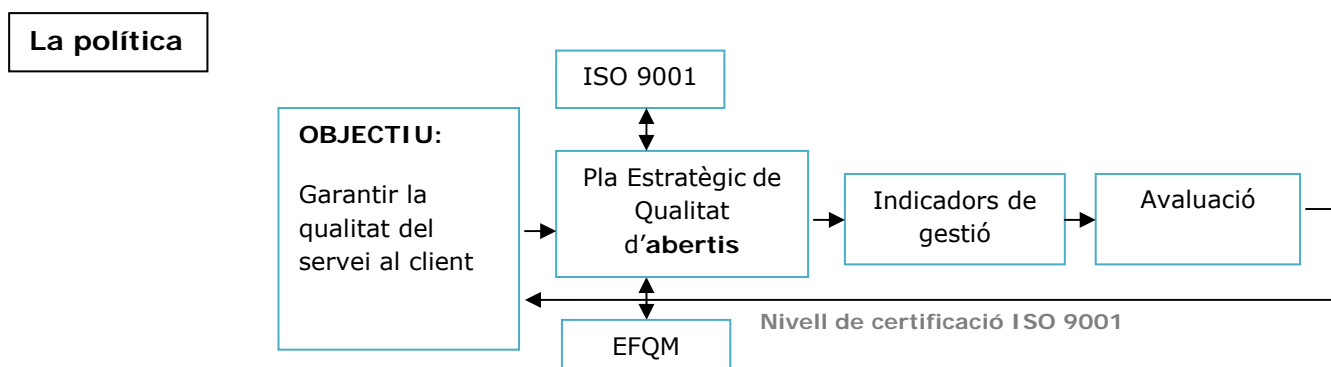 La política
ISO 9001
OBJECTIU:
Garantir la
qualitat del
servei al client
Pla Estratègic de
Qualitat
d’abertis
Indicadors de
gestió
Avaluació
Nivell de certificació ISO 9001
EFQM